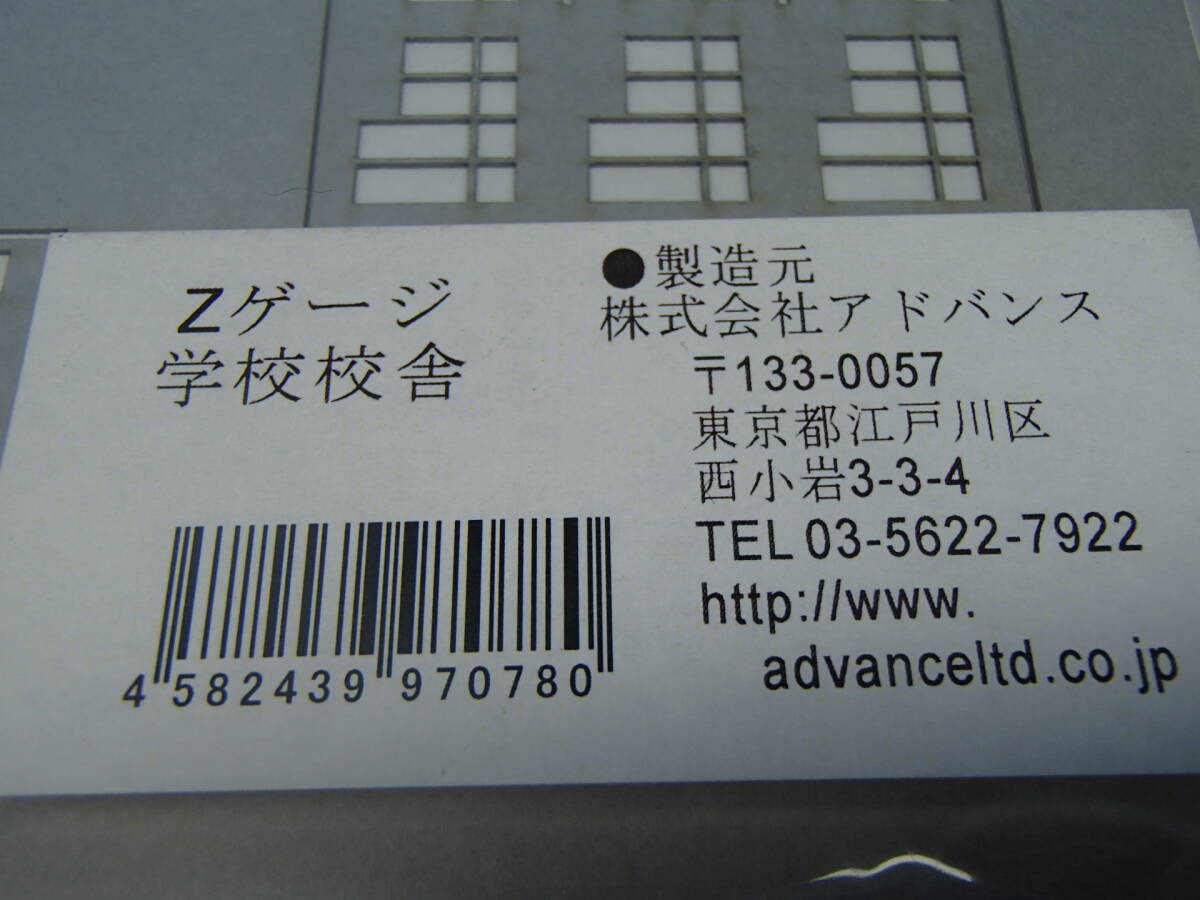 Zゲージ
学校校舎
4 582439 970780
●製造元
株式会社アドバンス
〒133-0057
東京都江戸川区
西小岩3-3-4
TEL 03-5622-7922
http://www.
advanceltd.co.jp